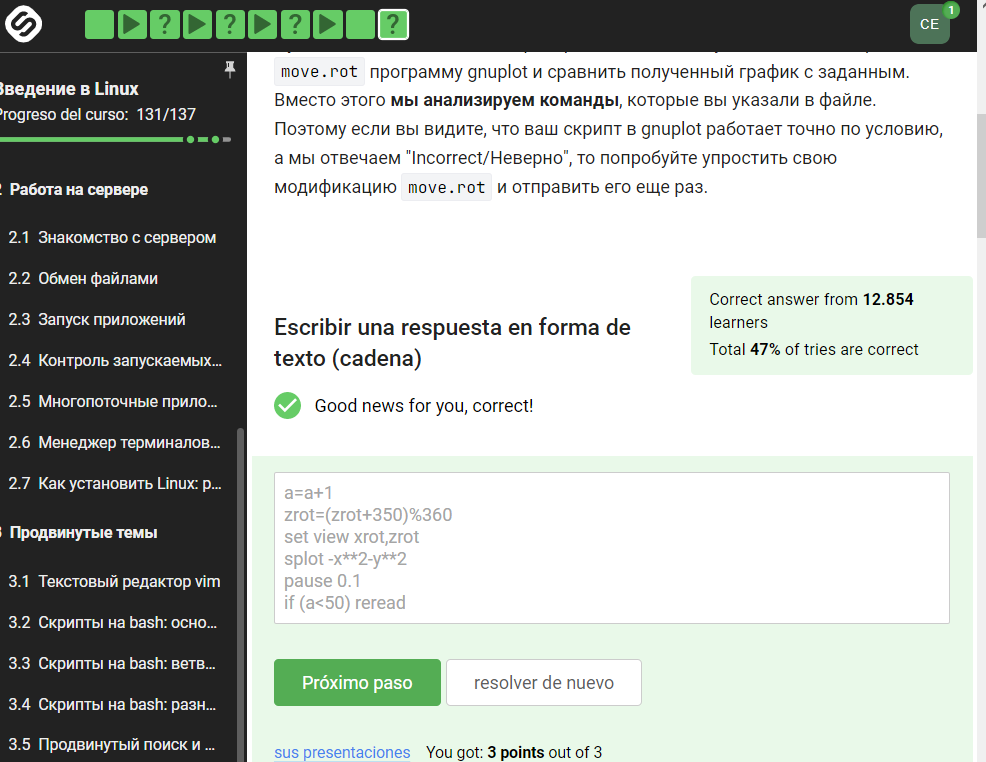 CE
1
Введение в Linux
Progreso del curso: 131/137
Работа на сервере
2.1 Знакомство с сервером
2.2 Обмен файлами
2.3 Запуск приложений
2.4 Контроль запускаемых...
2.5 Многопоточные прило...
2.6 Менеджер терминалов...
2.7 Как установить Linux: р...
Продвинутые темы
3.1 Текстовый редактор vim
3.2 Скрипты на bash: осно...
3.3 Скрипты на bash: ветв...
3.4 Скрипты на bash: разн...
3.5 Продвинутый поиск и ...
move.rot программу gnuplot и сравнить полученный график с заданным.
Вместо этого мы анализируем команды, которые вы указали в файле.
Поэтому если вы видите, что ваш скрипт в gnuplot работает точно по условию,
а мы отвечаем "Incorrect/Неверно", то попробуйте упростить свою
модификацию move.rot и отправить его еще раз.
Correct answer from 12.854
learners
Total 47% of tries are correct
Escribir una respuesta en forma de
texto (cadena)
Good news for you, correct!
a=a+1
zrot=(zrot+350)%360
set view xrot,zrot
splot -x**2-y**2
pause 0.1
if (a<50) reread
Próximo paso
resolver de nuevo
sus presentaciones You got: 3 points out of 3